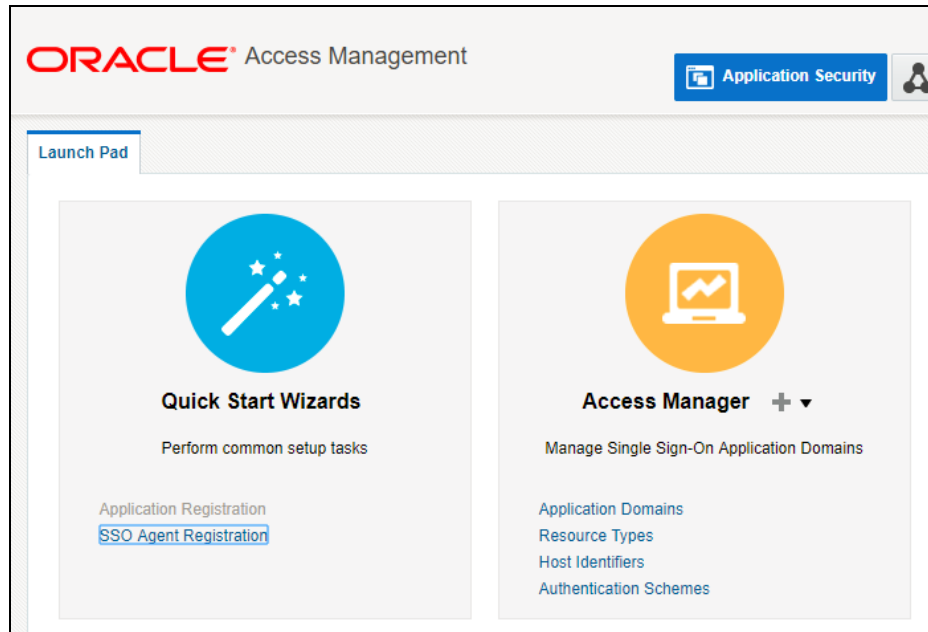 ORACLE® Access Management
Application Security
Launch Pad
Quick Start Wizards
Perform common setup tasks
Application Registration
SSO Agent Registration
Access Manager
Manage Single Sign-On Application Domains
Application Domains
Resource Types
Host Identifiers
Authentication Schemes